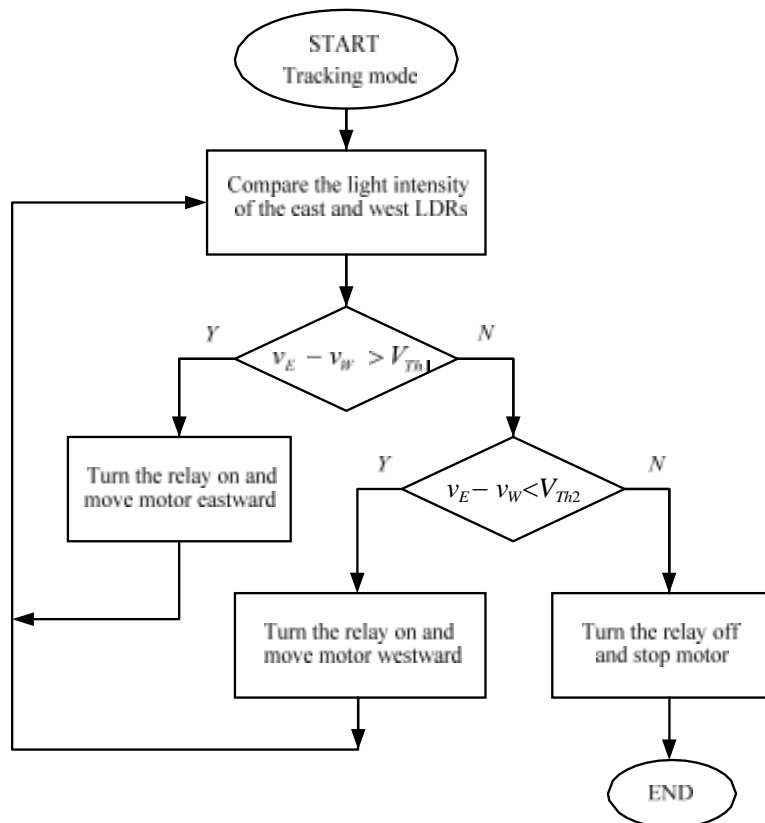 START
Tracking mode
Compare the light intensity
of the east and west LDRs
Y
N
v_E − v_W > V_Th1
Turn the relay on and
move motor eastward
Y
N
v_E − v_W < V_Th2
Turn the relay on and
move motor westward
Turn the relay off
and stop motor
END